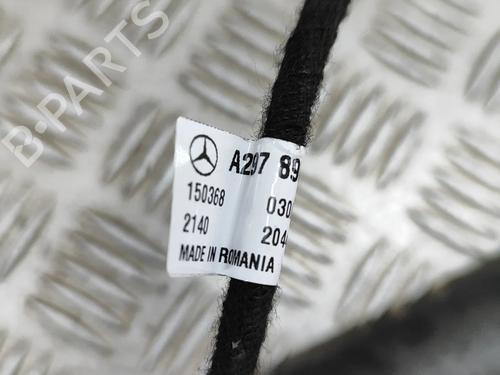 B-PARTS
A297 89
150368 030
2140 204
MADE IN ROMANIA